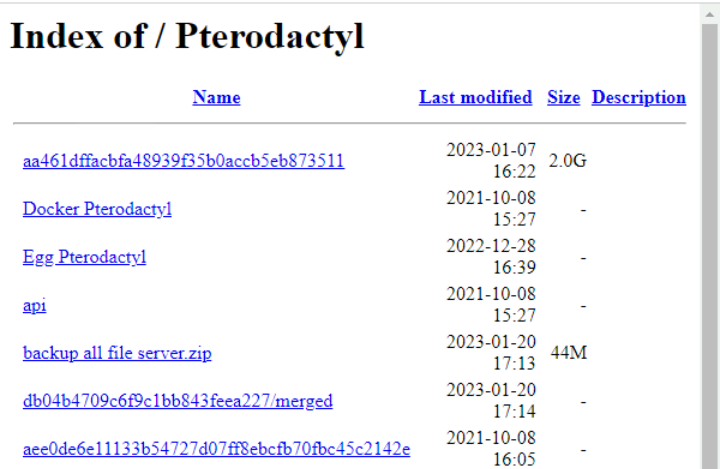 Index of / Pterodactyl
Name Last modified Size Description
aa461dffacbfa48939f35b0accb5eb873511 2023-01-07 16:22 2.0G
Docker Pterodactyl 2021-10-08 15:27 -
Egg Pterodactyl 2022-12-28 16:39 -
api 2021-10-08 15:27 -
backup all file server.zip 2023-01-20 17:13 44M
db04b4709c6f9c1bb843feea227/merged 2023-01-20 17:14 -
aee0de6e11133b54727d07ff8ebcfb70fbc45c2142e 2021-10-08 16:05 -